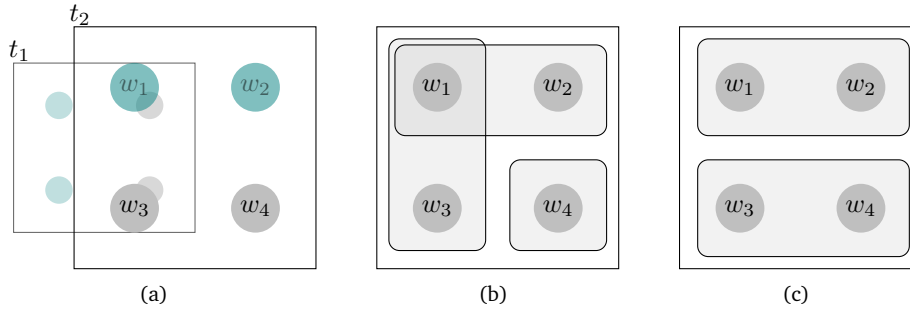 t₂
t₁
w₁ w₂ w₁ w₂ w₁ w₂
w₃ w₄ w₃ w₄ w₃ w₄
(a) (b) (c)